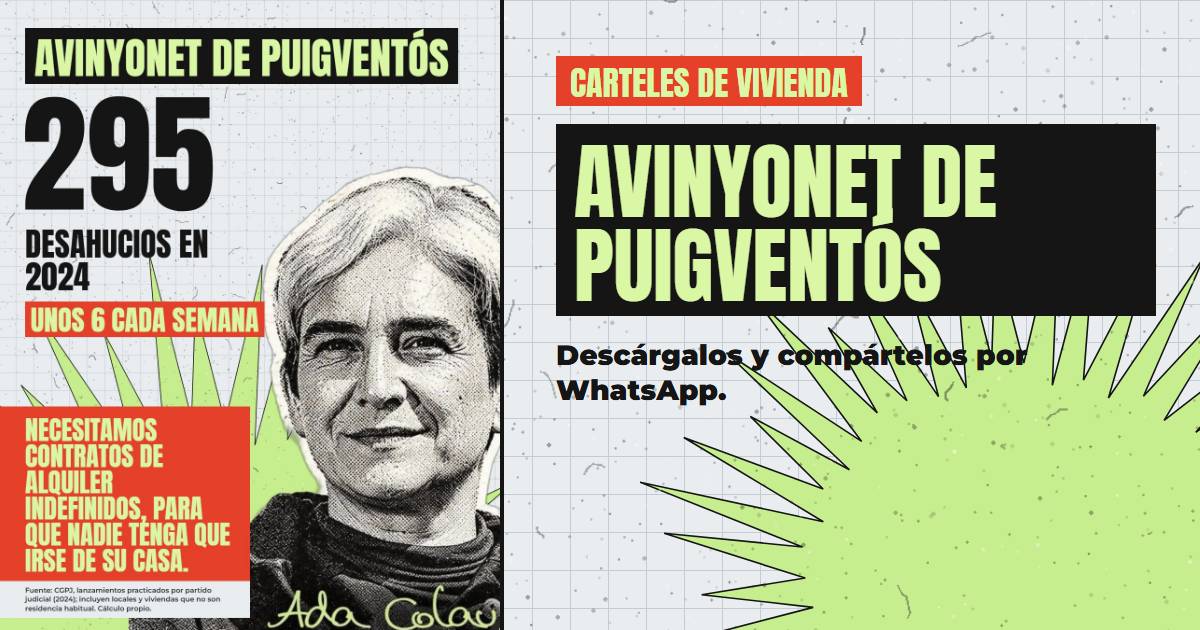 AVINYONET DE PUIGVENTÓS
295
DESAHUCIOS EN
2024
UNOS 6 CADA SEMANA
NECESITAMOS
CONTRATOS DE
ALQUILER
INDEFINIDOS, PARA
QUE NADIE TENGA QUE
IRSE DE SU CASA.
Fuente: CGPJ, lanzamientos practicados por partido
judicial (2024); incluyen locales y viviendas que no son
residencia habitual. Cálculo propio.
Ada Colau
CARTELES DE VIVIENDA
AVINYONET DE
PUIGVENTÓS
Descárgalos y compártelos por
WhatsApp.